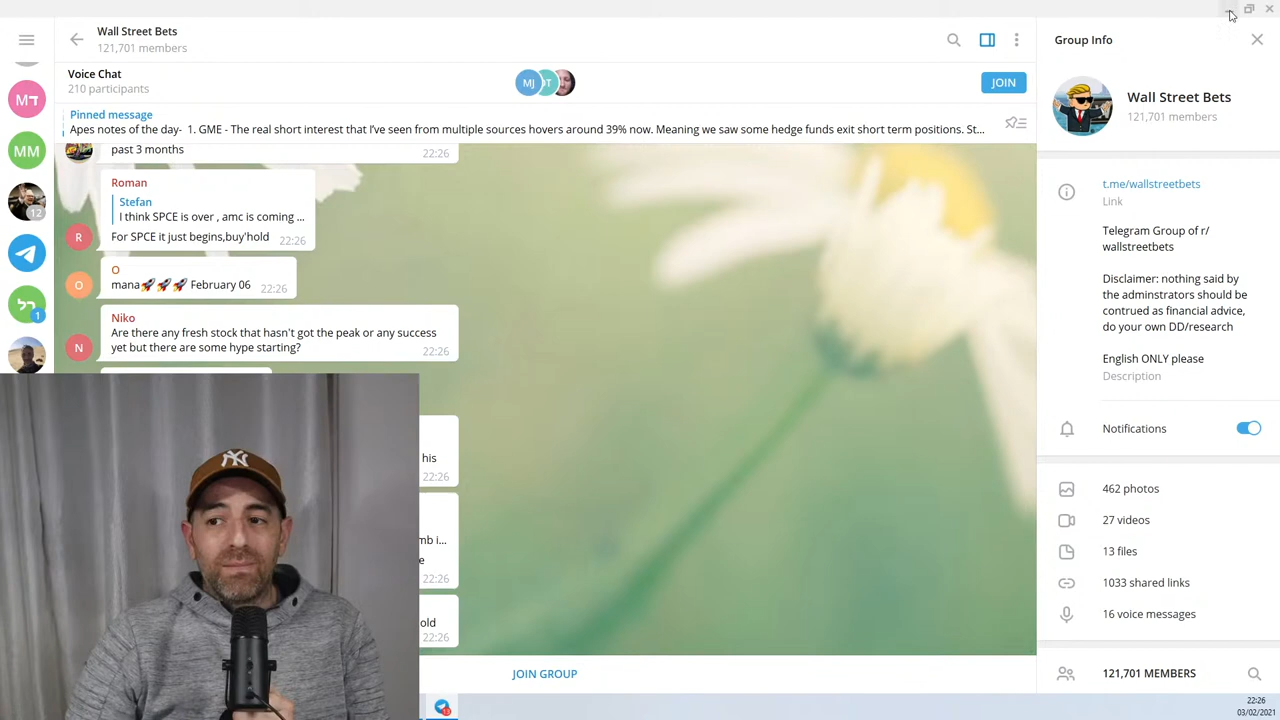 Wall Street Bets
121,701 members
Voice Chat
210 participants
MJ
JT
JOIN
Pinned message
Apes notes of the day- 1. GME - The real short interest that I'v seen from multiple sources hovers around 39% now. Meaning we saw some hedge funds exit short term positions. St...
past 3 months
22:26
Roman
Stefan
I think SPCE is over , amc is coming ...
For SPCE it just begins,buy'hold
22:26
R
O
mana🚀🚀🚀 February 06
22:26
O
Niko
Are there any fresh stock that hasn't got the peak or any success
yet but there are some hype starting?
22:26
N
his
22:26
mb i...
e
22:26
old
22:26
JOIN GROUP
מד
MM
12
רל
1
Group Info
Wall Street Bets
121,701 members
t.me/wallstreetbets
Link
Telegram Group of r/
wallstreetbets
Disclaimer: nothing said by
the adminstrators should be
contrued as financial advice,
do your own DD/research
English ONLY please
Description
Notifications
462 photos
27 videos
13 files
1033 shared links
16 voice messages
121,701 MEMBERS
22:26
03/02/2021